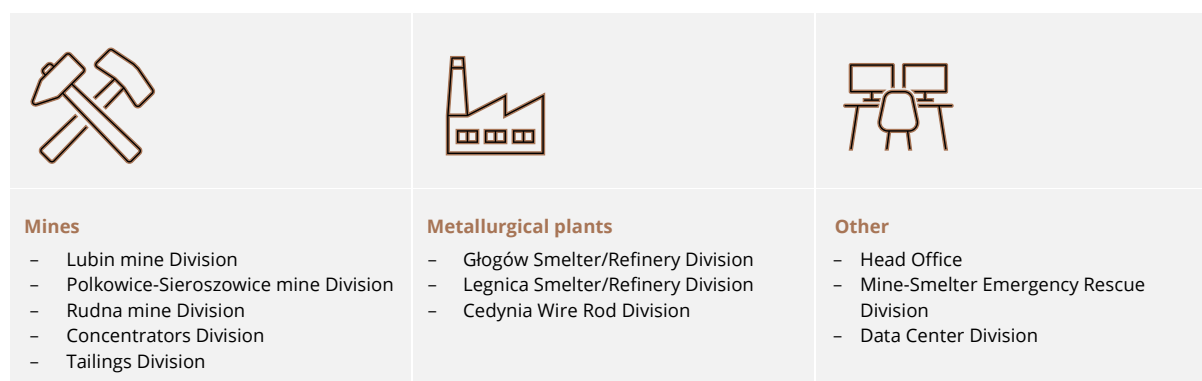 Mines
– Lubin mine Division
– Polkowice-Sieroszowice mine Division
– Rudna mine Division
– Concentrators Division
– Tailings Division
Metallurgical plants
– Głogów Smelter/Refinery Division
– Legnica Smelter/Refinery Division
– Cedynia Wire Rod Division
Other
– Head Office
– Mine-Smelter Emergency Rescue
Division
– Data Center Division